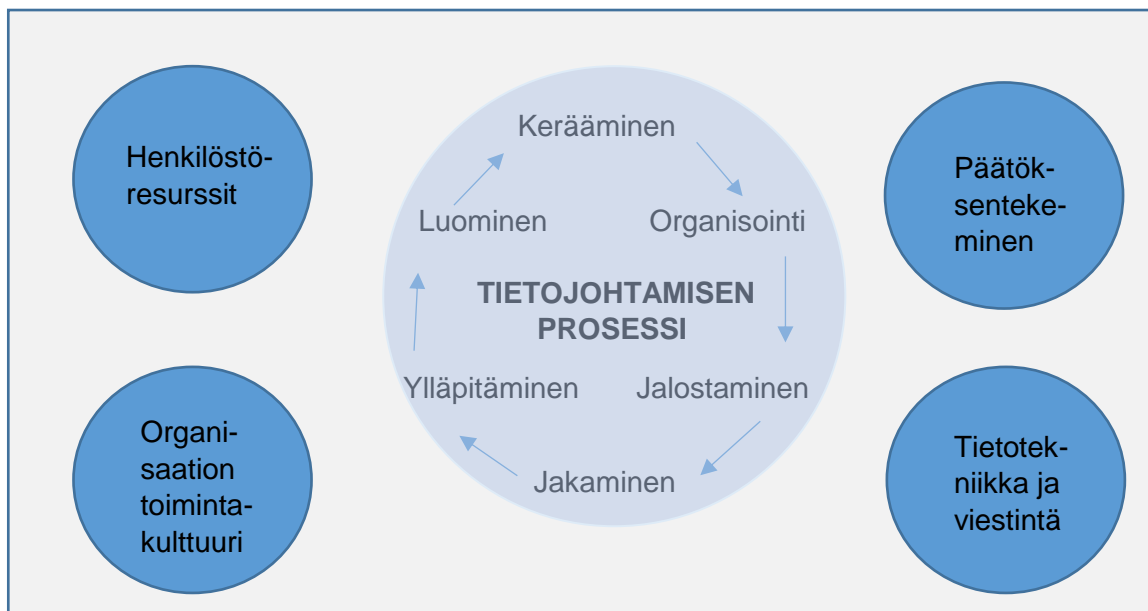 Henkilöstö-
resurssit
Kerääminen
Luominen
Organisointi
TIETOJOHTAMISEN
PROSESSI
Ylläpitäminen
Jalostaminen
Jakaminen
Päätök-
senteke-
minen
Organi-
saation
toiminta-
kulttuuri
Tietotek-
niikka ja
viestintä